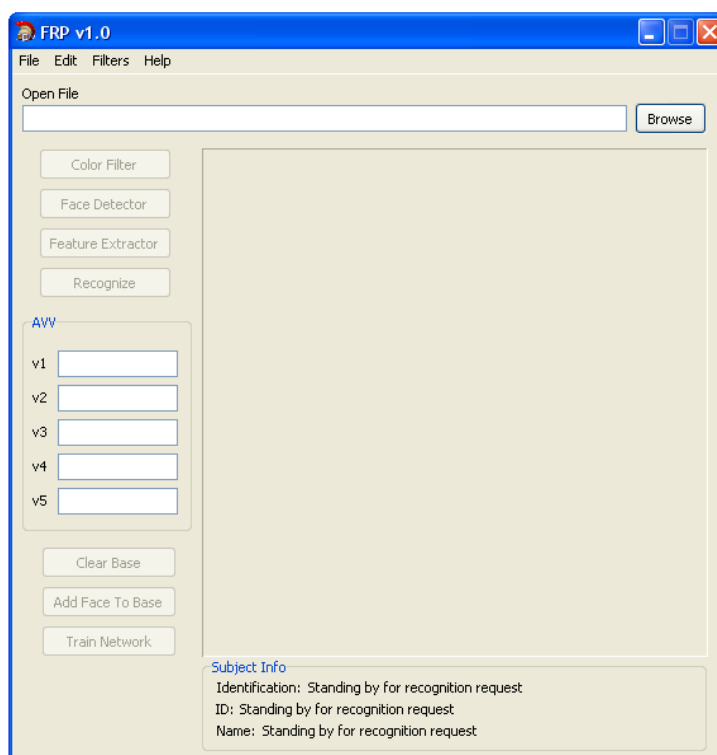 FRP v1.0
File Edit Filters Help
Open File
Browse
Color Filter
Face Detector
Feature Extractor
Recognize
AVV
v1
v2
v3
v4
v5
Clear Base
Add Face To Base
Train Network
Subject Info
Identification: Standing by for recognition request
ID: Standing by for recognition request
Name: Standing by for recognition request